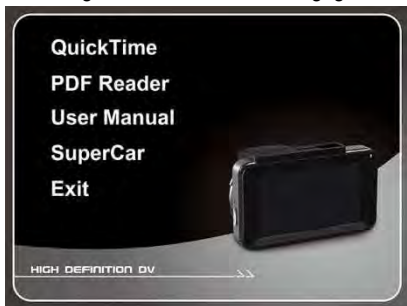 QuickTime
PDF Reader
User Manual
SuperCar
Exit
HIGH DEFINITION DV